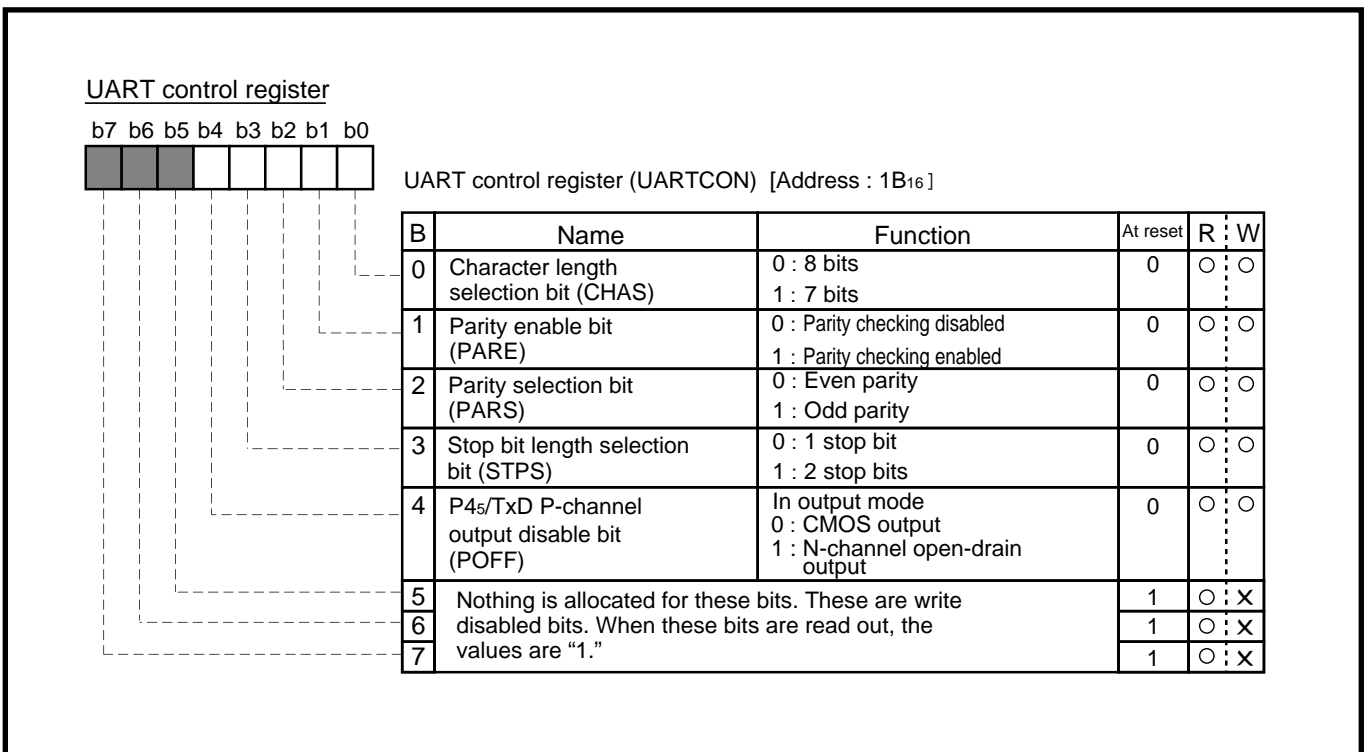 UART control register
b7 b6 b5 b4 b3 b2 b1 b0
UART control register (UARTCON) [Address : 1B16 ]
B Name Function At reset R W
0 Character length selection bit (CHAS) 0 : 8 bits 0 ○ ○
1 : 7 bits
1 Parity enable bit (PARE) 0 : Parity checking disabled 0 ○ ○
1 : Parity checking enabled
2 Parity selection bit (PARS) 0 : Even parity 0 ○ ○
1 : Odd parity
3 Stop bit length selection bit (STPS) 0 : 1 stop bit 0 ○ ○
1 : 2 stop bits
4 P45/TxD P-channel output disable bit (POFF) In output mode 0 ○ ○
0 : CMOS output
1 : N-channel open-drain
output
5 Nothing is allocated for these bits. These are write 1 ○ ×
6 disabled bits. When these bits are read out, the 1 ○ ×
7 values are “1.” 1 ○ ×